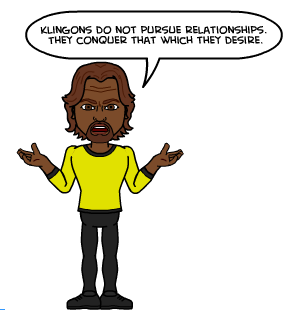 KLINGONS DO NOT PURSUE RELATIONSHIPS.
THEY CONQUER THAT WHICH THEY DESIRE.